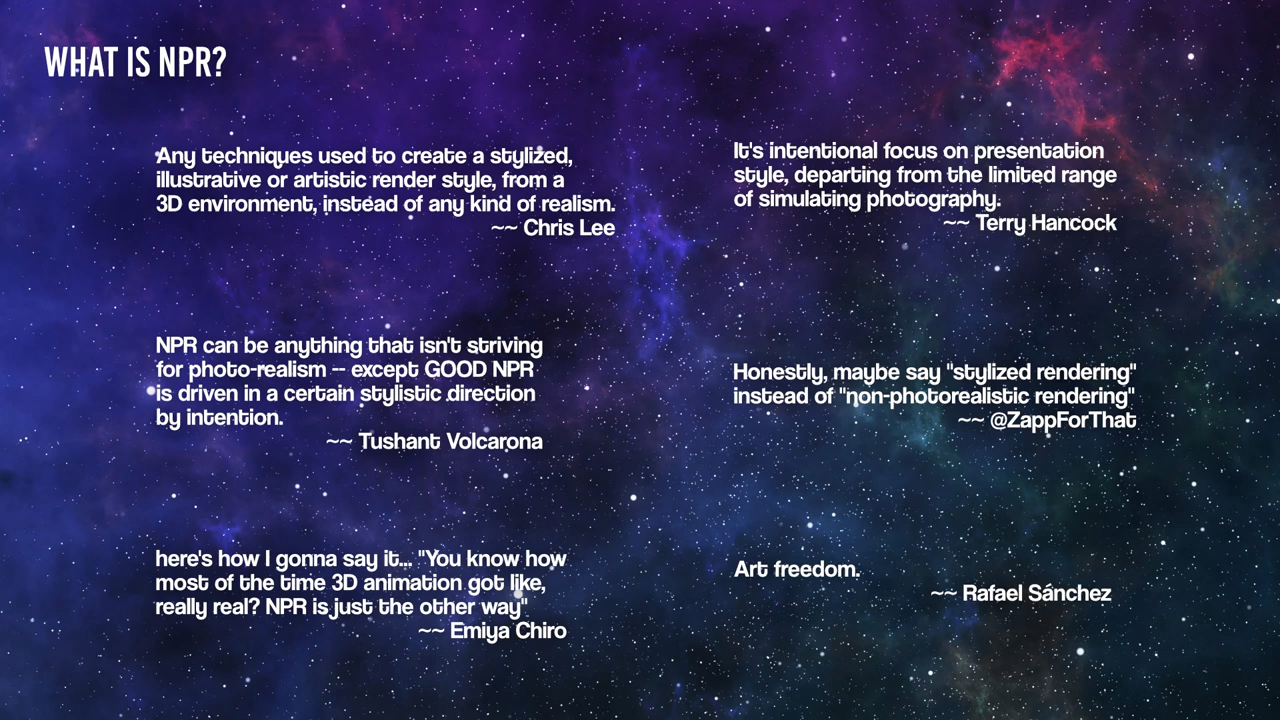 WHAT IS NPR?
Any techniques used to create a stylized,
illustrative or artistic render style, from a
3D environment, instead of any kind of realism.
~~ Chris Lee
It's intentional focus on presentation
style, departing from the limited range
of simulating photography.
~~ Terry Hancock
NPR can be anything that isn't striving
for photo-realism -- except GOOD NPR
is driven in a certain stylistic direction
by intention.
~~ Tushant Volcarona
Honestly, maybe say "stylized rendering"
instead of "non-photorealistic rendering"
~~ @ZappForThat
here's how I gonna say it... "You know how
most of the time 3D animation got like,
really real? NPR is just the other way"
~~ Emiya Chiro
Art freedom.
~~ Rafael Sánchez